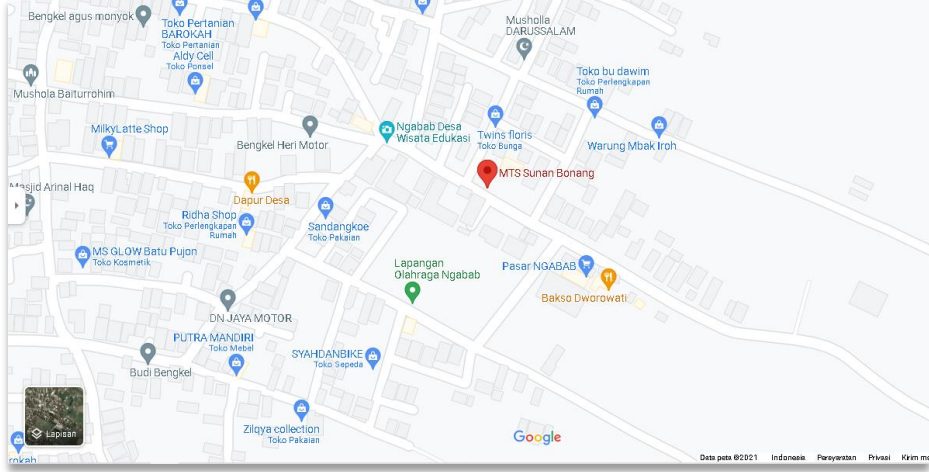 Bengkel agus monyok
Toko Pertanian
BAROKAH
Toko Pertanian
Aldy Cell
Toko Ponsel
Musholla
DARUSSALAM
Mushola Baiturrohim
Toko bu dawim
Toko Perlengkapan
Rumah
MilkyLatte Shop
Bengkel Heri Motor
Ngabab Desa
Wisata Edukasi
Twins floris
Toko Bunga
Warung Mbak Iroh
MTS Sunan Bonang
Masjid Arinal Haq
Dapur Desa
Ridha Shop
Toko Perlengkapan
Rumah
Sandangkoe
Toko Pakaian
MS GLOW Batu Pujon
Toko Kosmetik
Lapangan
Olahraga Ngabab
Pasar NGABAB
Bakso Dworowati
DN JAYA MOTOR
PUTRA MANDIRI
Toko Mebel
SYAHDANBIKE
Toko Sepeda
Budi Bengkel
Zilqya collection
Toko Pakaian
Lapisan
Google
rokah
Data peta ©2021 Indonesia Persyaratan Privasi Kirim m